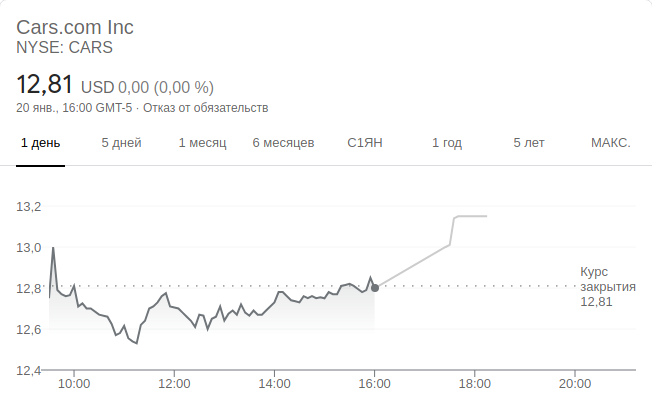 Cars.com Inc
NYSE: CARS
12,81 USD 0,00 (0,00 %)
20 янв., 16:00 GMT-5 · Отказ от обязательств
1 день 5 дней 1 месяц 6 месяцев С1ЯН 1 год 5 лет МАКС.
13,2
13,0
12,8
12,6
12,4
Курс
закрытия
12,81
10:00 12:00 14:00 16:00 18:00 20:00